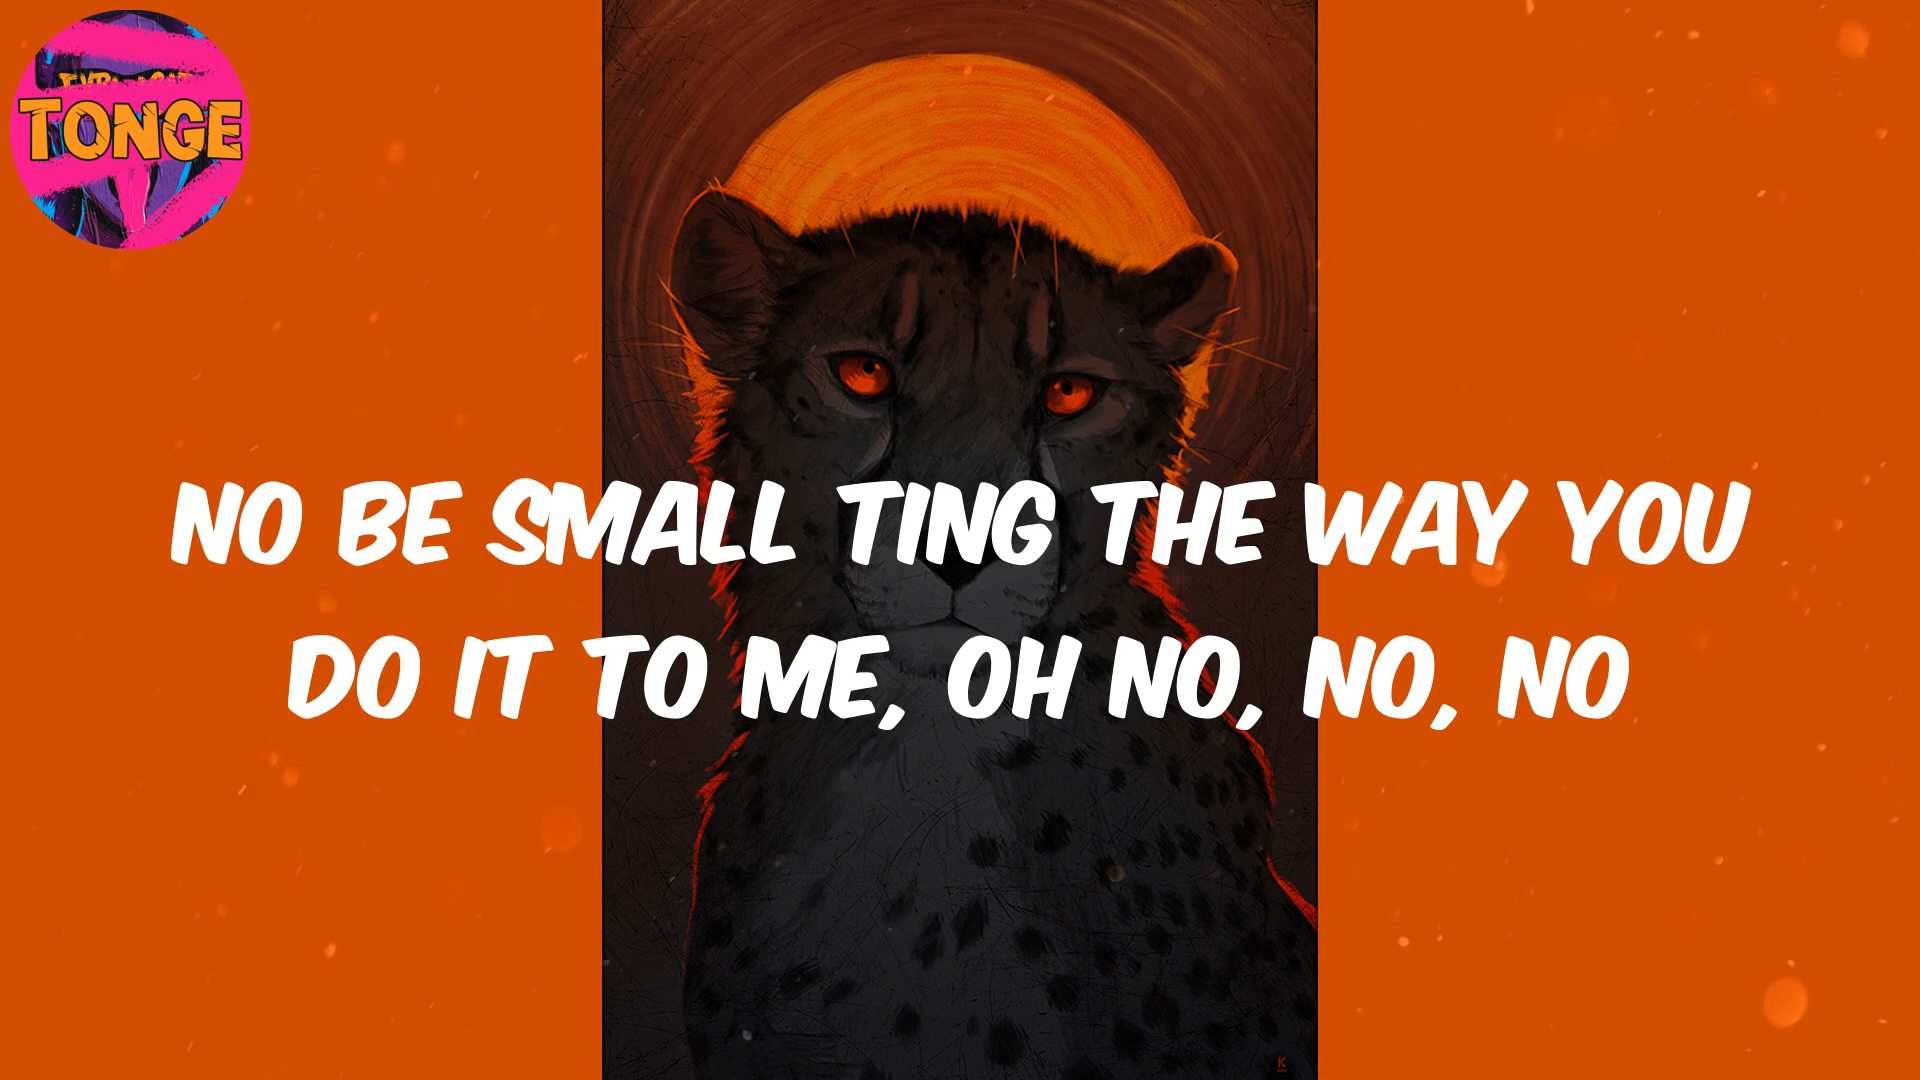 TONGE
NO BE SMALL TING THE WAY YOU
DO IT TO ME, OH NO, NO, NO
K